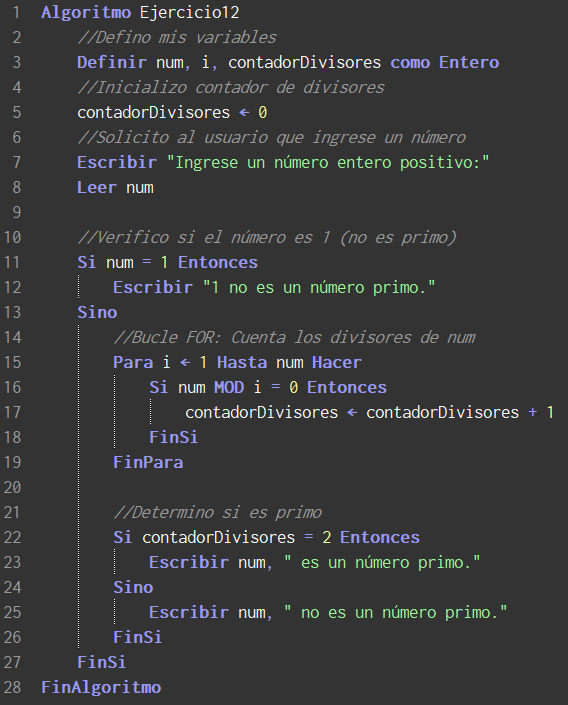 1 Algoritmo Ejercicio12
2 //Defino mis variables
3 Definir num, i, contadorDivisores como Entero
4 //Inicializo contador de divisores
5 contadorDivisores ← 0
6 //Solicito al usuario que ingrese un número
7 Escribir "Ingrese un número entero positivo:"
8 Leer num
9
10 //Verifico si el número es 1 (no es primo)
11 Si num = 1 Entonces
12 Escribir "1 no es un número primo."
13 Sino
14 //Bucle FOR: Cuenta los divisores de num
15 Para i ← 1 Hasta num Hacer
16 Si num MOD i = 0 Entonces
17 contadorDivisores ← contadorDivisores + 1
18 FinSi
19 FinPara
20
21 //Determino si es primo
22 Si contadorDivisores = 2 Entonces
23 Escribir num, " es un número primo."
24 Sino
25 Escribir num, " no es un número primo."
26 FinSi
27 FinSi
28 FinAlgoritmo